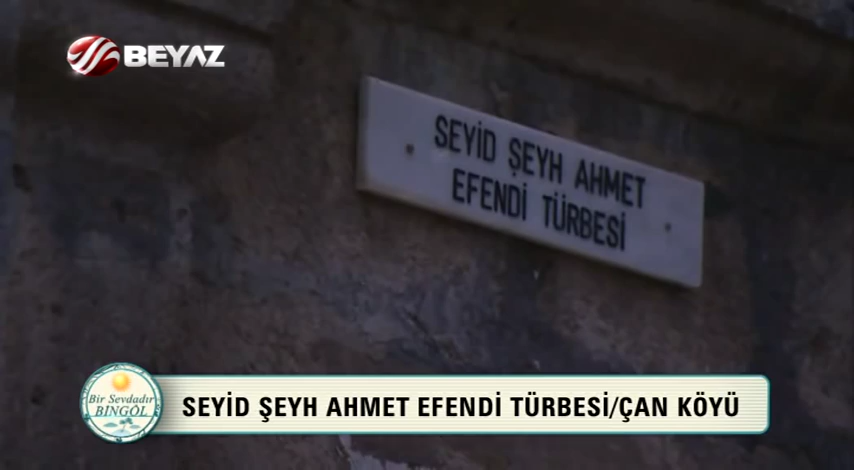 BEYAZ
SEYİD ŞEYH AHMET
EFENDİ TÜRBESİ
Bir Sevdadır
BİNGÖL
SEYİD ŞEYH AHMET EFENDİ TÜRBESİ/ÇAN KÖYÜ